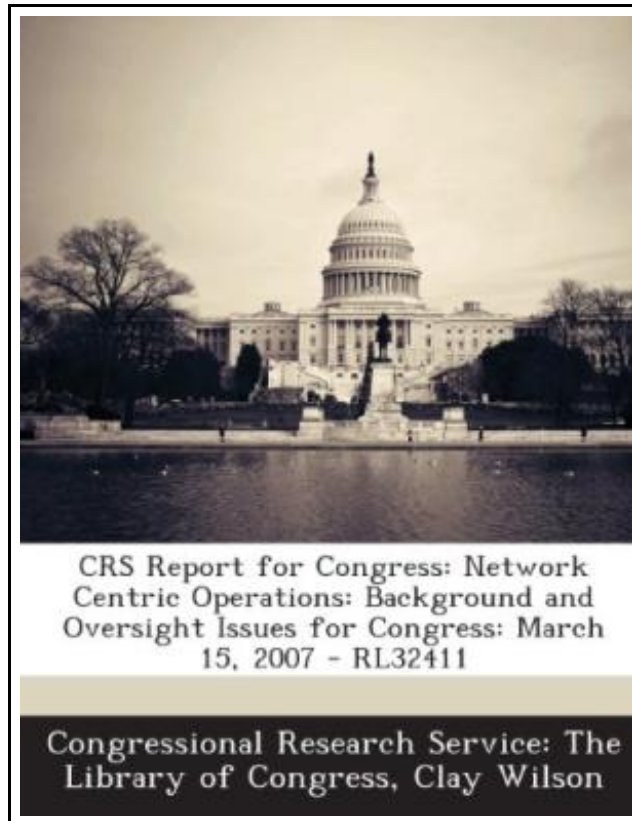 CRS Report for Congress: Network
Centric Operations: Background and
Oversight Issues for Congress: March
15, 2007 - RL32411
Congressional Research Service: The
Library of Congress, Clay Wilson